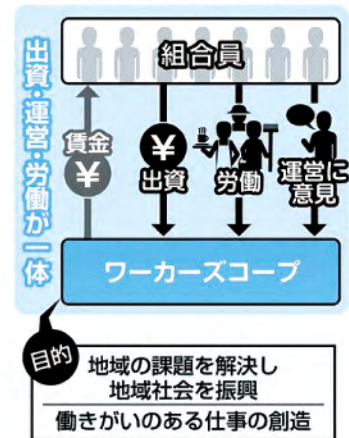 出資・運営・労働が一体
組合員
賃金
¥
¥
出資
労働
運営に
意見
ワーカーズコープ
目的
地域の課題を解決し
地域社会を振興
働きがいのある仕事の創造